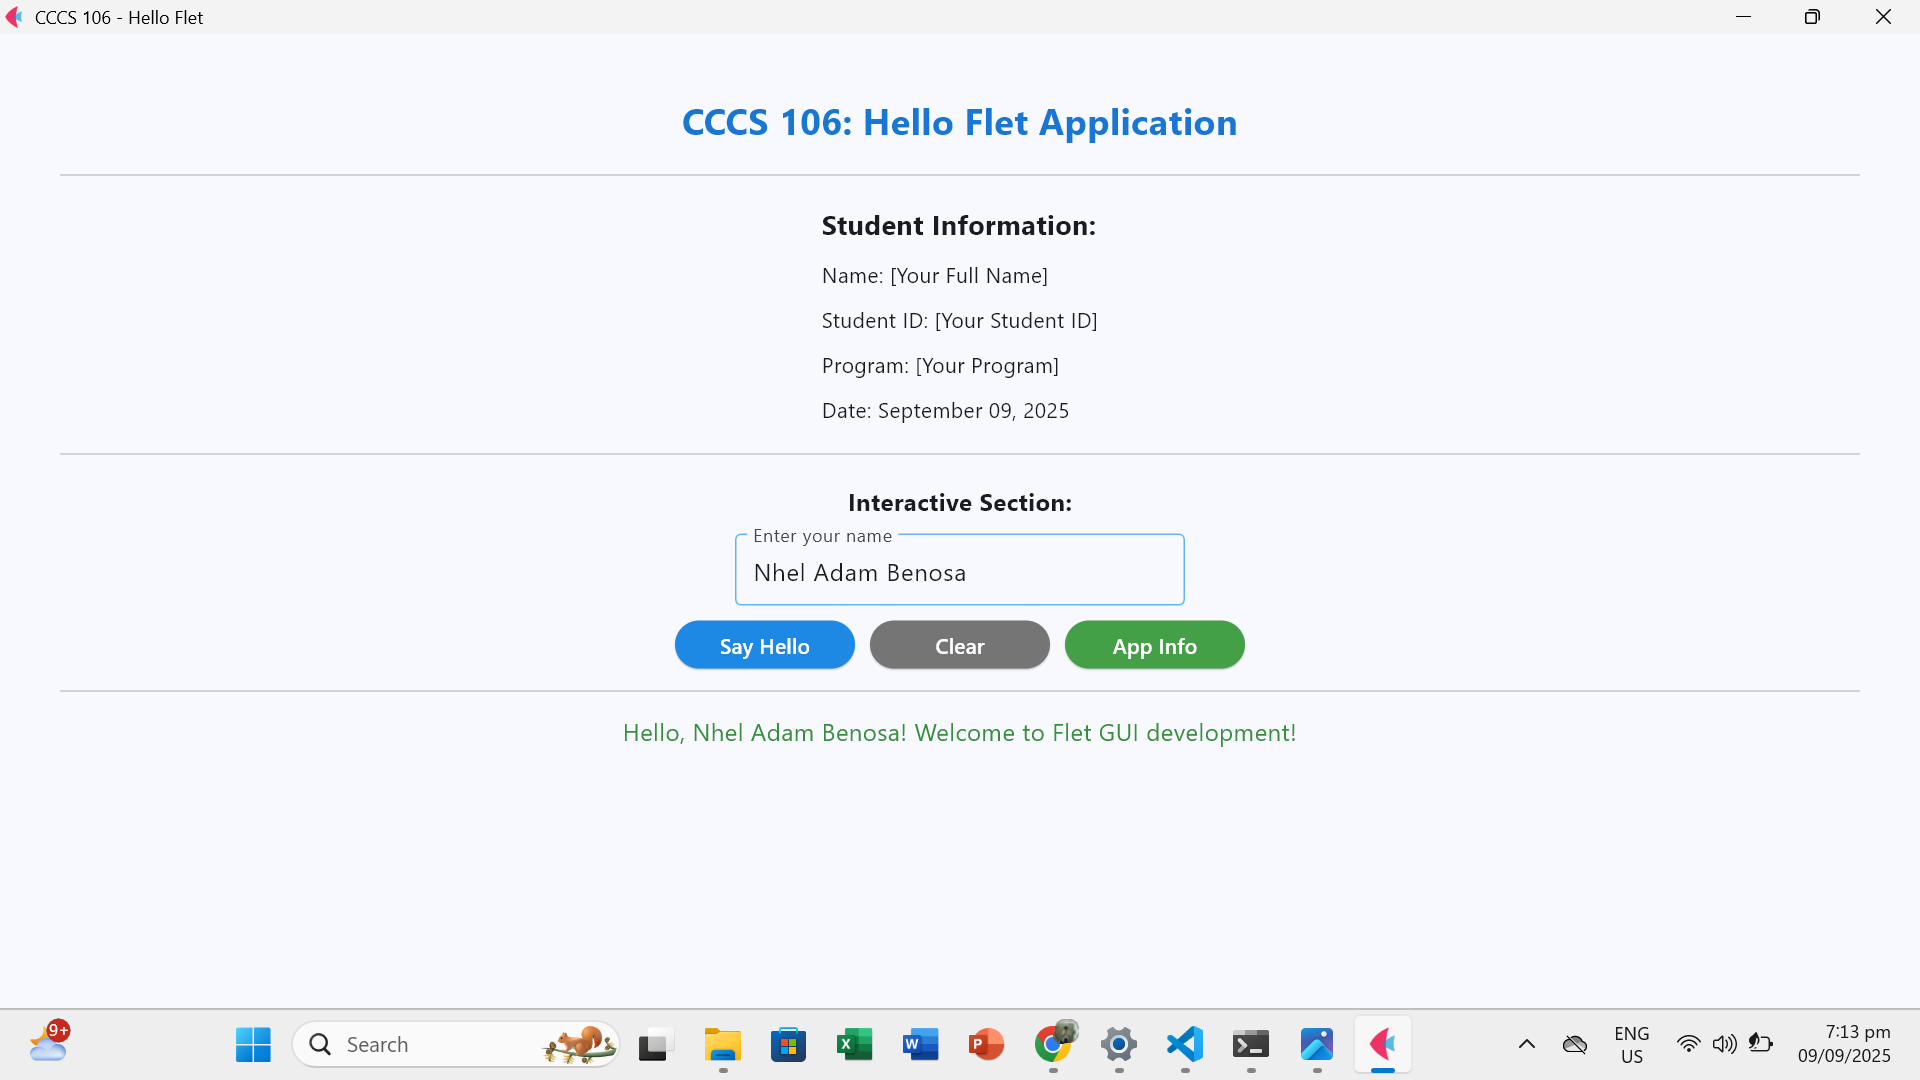 CCCS 106 - Hello Flet
CCCS 106: Hello Flet Application
Student Information:
Name: [Your Full Name]
Student ID: [Your Student ID]
Program: [Your Program]
Date: September 09, 2025
Interactive Section:
Enter your name
Nhel Adam Benosa
Say Hello
Clear
App Info
Hello, Nhel Adam Benosa! Welcome to Flet GUI development!
9+
Search
X
W
P
ENG
US
7:13 pm
09/09/2025